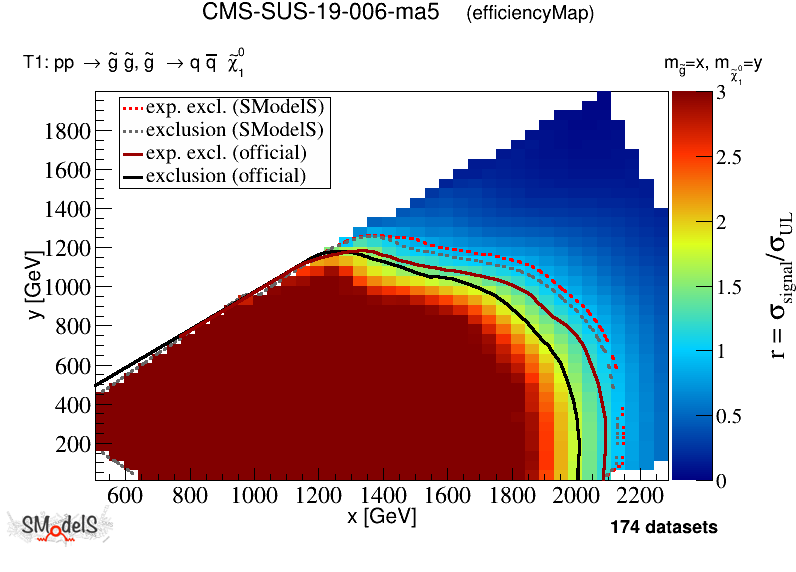 CMS-SUS-19-006-ma5 (efficiencyMap)
T1: pp → g̃ g̃, g̃ → q q̅ χ̃₁⁰
m_g̃=x, m_χ̃₁⁰=y
exp. excl. (SModelS)
exclusion (SModelS)
exp. excl. (official)
exclusion (official)
y [GeV]
1800
1600
1400
1200
1000
800
600
400
200
600 800 1000 1200 1400 1600 1800 2000 2200
x [GeV]
3
2.5
2
1.5
1
0.5
0
r = σ_signal/σ_UL
SModelS
174 datasets